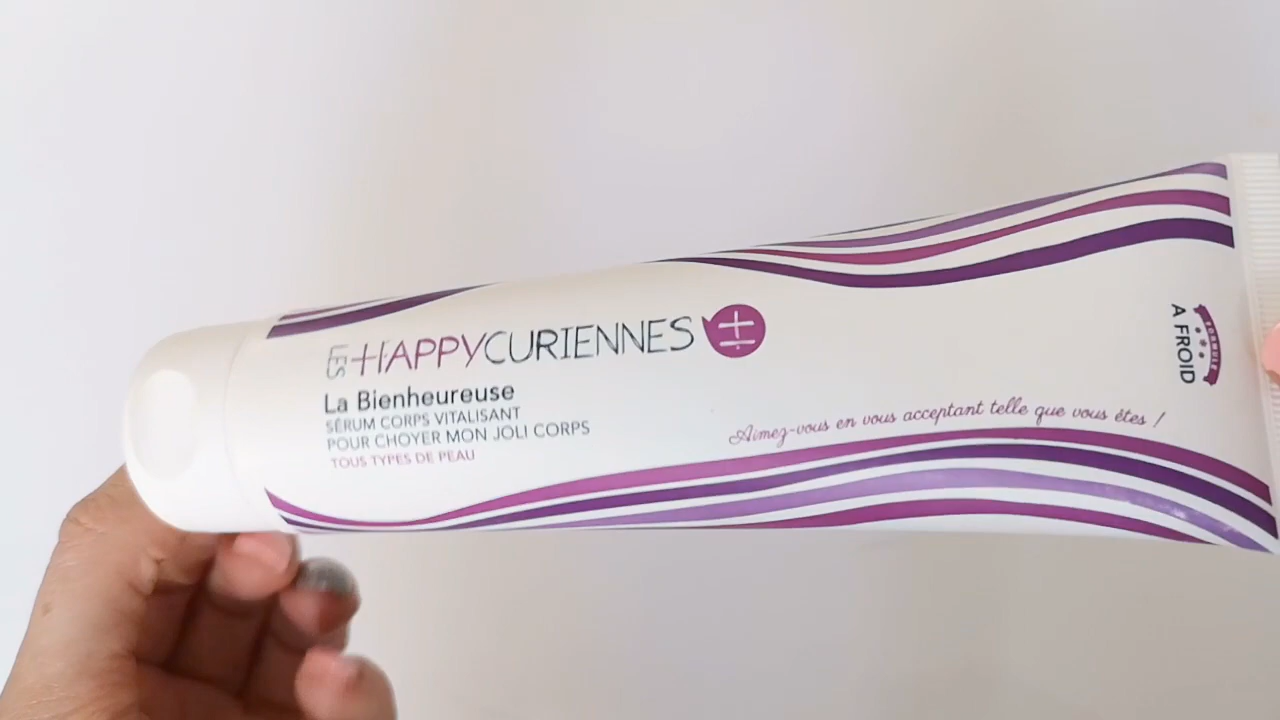 LES HAPPYCURIENNES
La Bienheureuse
SÉRUM CORPS VITALISANT
POUR CHOYER MON JOLI CORPS
TOUS TYPES DE PEAU
Aimez-vous en vous acceptant telle que vous êtes !
FORMULE
A FROID